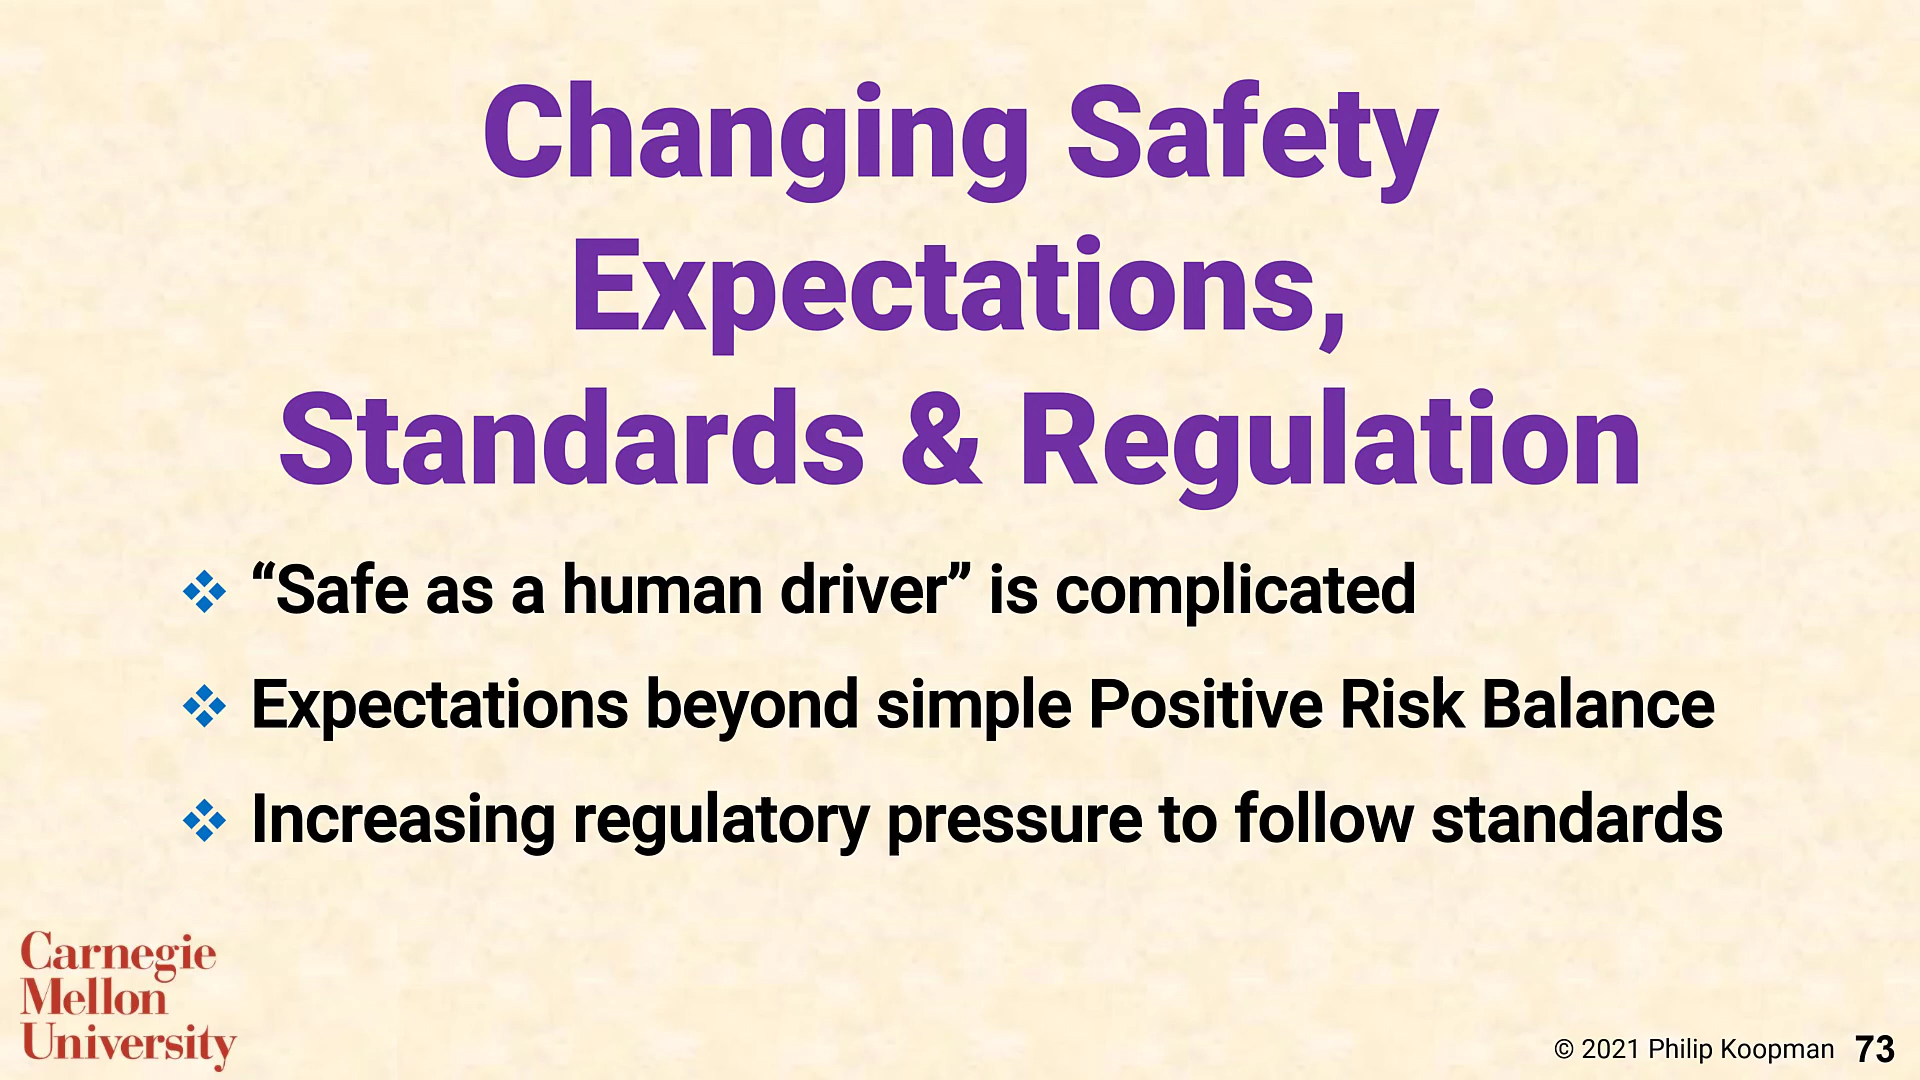 Changing Safety
Expectations,
Standards & Regulation
“Safe as a human driver” is complicated
Expectations beyond simple Positive Risk Balance
Increasing regulatory pressure to follow standards
Carnegie
Mellon
University
© 2021 Philip Koopman 73